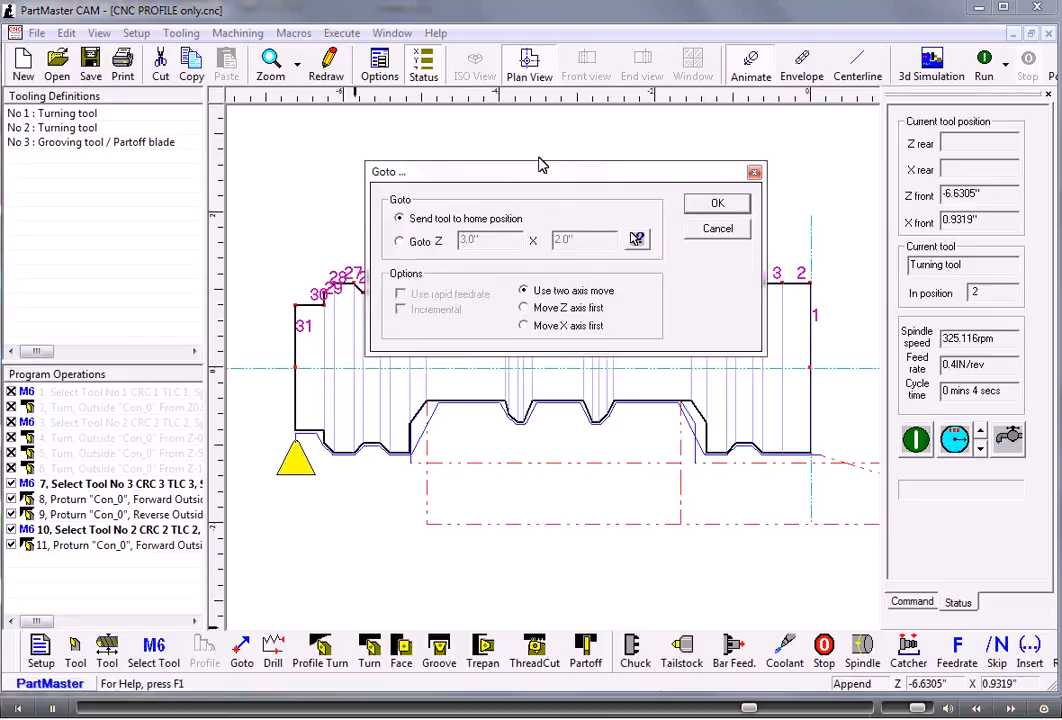 PartMaster CAM - [CNC PROFILE only.cnc]
File Edit View Setup Tooling Machining Macros Execute Window Help
New Open Save Print Cut Copy Paste Zoom Redraw Options Status ISO View Plan View Front view End view Window Animate Envelope Centerline 3d Simulation Run Stop
Tooling Definitions
No 1 : Turning tool
No 2 : Turning tool
No 3 : Grooving tool / Partoff blade
Program Operations
M6 1, Select Tool No 1 CRC 1 TLC 1, S
2, Turn, Outside "Con_0" From Z0.
M6 3, Select Tool No 2 CRC 2 TLC 2, S
4, Turn, Outside "Con_0" From Z-0
5, Turn, Outside "Con_0" From Z-5
6, Turn, Outside "Con_0" From Z-0
M6 7, Select Tool No 3 CRC 3 TLC 3, S
8, Proturn "Con_0", Forward Outsid
9, Proturn "Con_0", Reverse Outsid
M6 10, Select Tool No 2 CRC 2 TLC 2,
11, Proturn "Con_0", Forward Outsi
-6 -4 -2 0
2
0
-2
31 30 29 28 27 3 2 1
Goto ...
Goto
Send tool to home position
Goto Z 3.0" X 2.0"
OK
Cancel
Options
Use rapid feedrate
Incremental
Use two axis move
Move Z axis first
Move X axis first
Current tool position
Z rear
X rear
Z front -6.6305"
X front 0.9319"
Current tool
Turning tool
In position 2
Spindle speed 325.116rpm
Feed rate 0.4IN/rev
Cycle time 0 mins 4 secs
Command Status
Setup Tool Tool M6 Select Tool Profile Goto Drill Profile Turn Turn Face Groove Trepan ThreadCut Partoff Chuck Tailstock Bar Feed. Coolant Stop Spindle Catcher F Feedrate /N Skip (..) Insert
PartMaster For Help, press F1 Append Z -6.6305" X 0.9319"